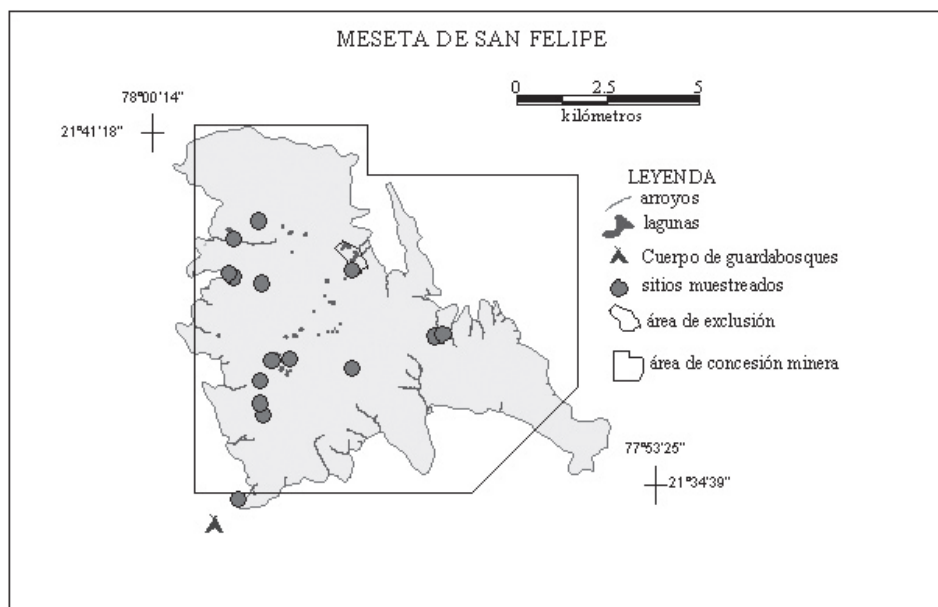 MESETA DE SAN FELIPE
0 2.5 5
kilómetros
78º00'14"
21º41'18"
LEYENDA
arroyos
lagunas
Cuerpo de guardabosques
sitios muestreados
área de exclusión
área de concesión minera
77º53'25"
21º34'39"